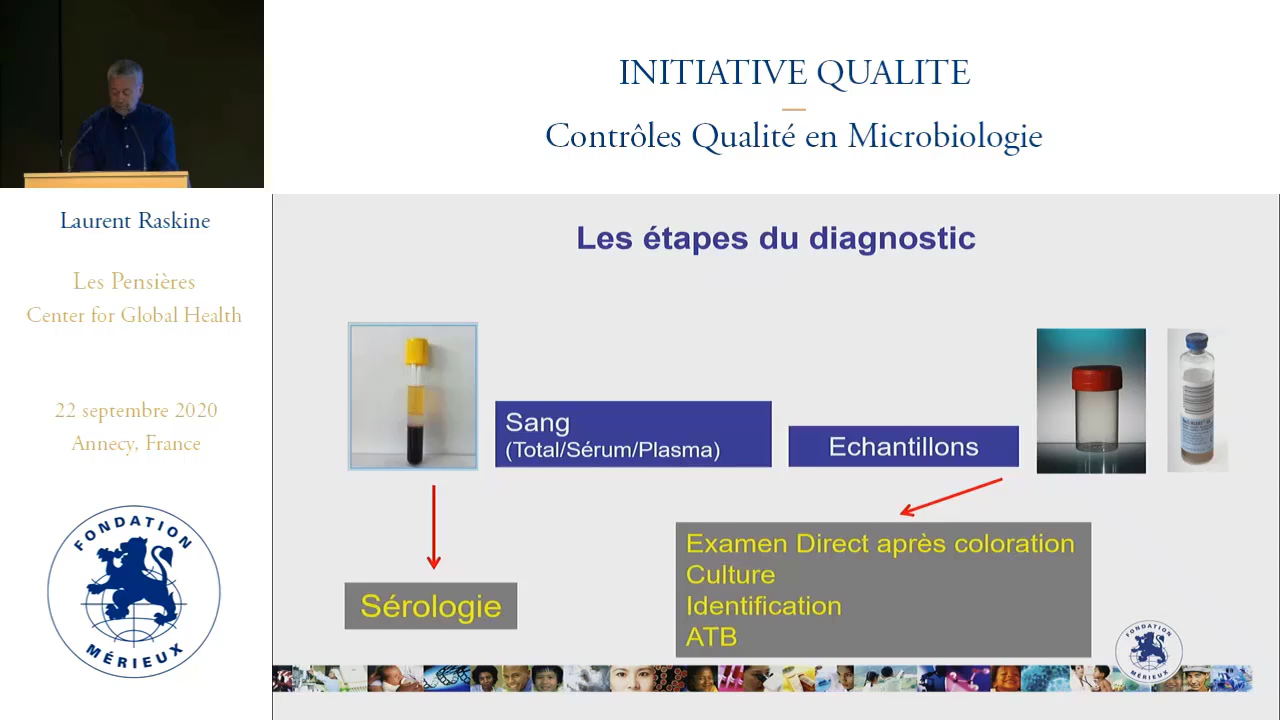 INITIATIVE QUALITE
Contrôles Qualité en Microbiologie
Laurent Raskine
Les Pensières
Center for Global Health
22 septembre 2020
Annecy, France
FONDATION
MÉRIEUX
Les étapes du diagnostic
Sang
(Total/Sérum/Plasma)
Echantillons
Sérologie
Examen Direct après coloration
Culture
Identification
ATB
FONDATION
MÉRIEUX